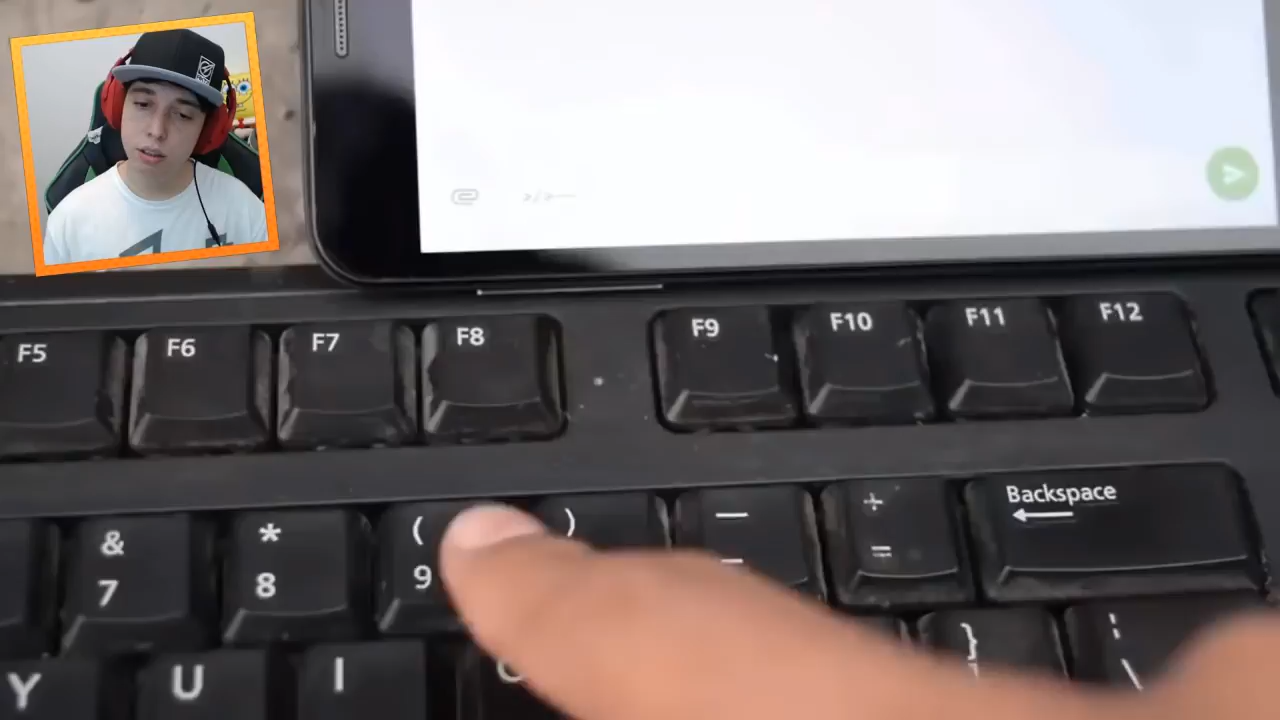 >/>—
F5 F6 F7 F8 F9 F10 F11 F12
& * ( ) — + Backspace
7 8 9 – =
Y U I }